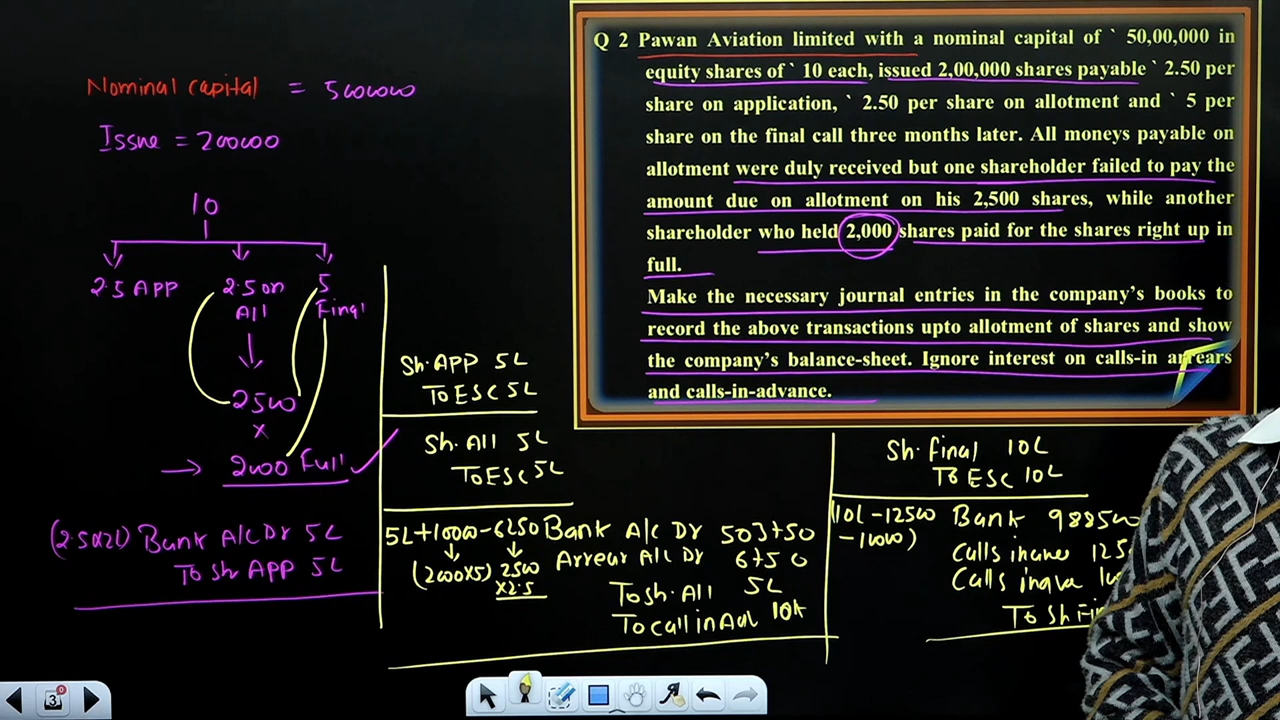 Q 2 Pawan Aviation limited with a nominal capital of ` 50,00,000 in
equity shares of ` 10 each, issued 2,00,000 shares payable ` 2.50 per
share on application, ` 2.50 per share on allotment and ` 5 per
share on the final call three months later. All moneys payable on
allotment were duly received but one shareholder failed to pay the
amount due on allotment on his 2,500 shares, while another
shareholder who held 2,000 shares paid for the shares right up in
full.
Make the necessary journal entries in the company's books to
record the above transactions upto allotment of shares and show
the company's balance-sheet. Ignore interest on calls-in arrears
and calls-in-advance.
Nominal capital = 5000000
Issue = 200000
10
2.5 APP 2.5 on All 5 Final
2500
x
→ 2000 Full
(2.5x2L) Bank A/c Dr 5L
To Sh APP 5L
Sh. APP 5L
To ESC 5L
Sh. All 5L
To ESC 5L
5L+10000-6250 Bank A/c Dr 503750
(2000x5) 2500 x2.5 Arrear A/c Dr 6750
To sh. All 5L
To call in Adv 10k
Sh. final 10L
To ESC 10L
(10L-12500 Bank 988500
-10000)
Calls in 125
Calls in
To Sh Fi
3